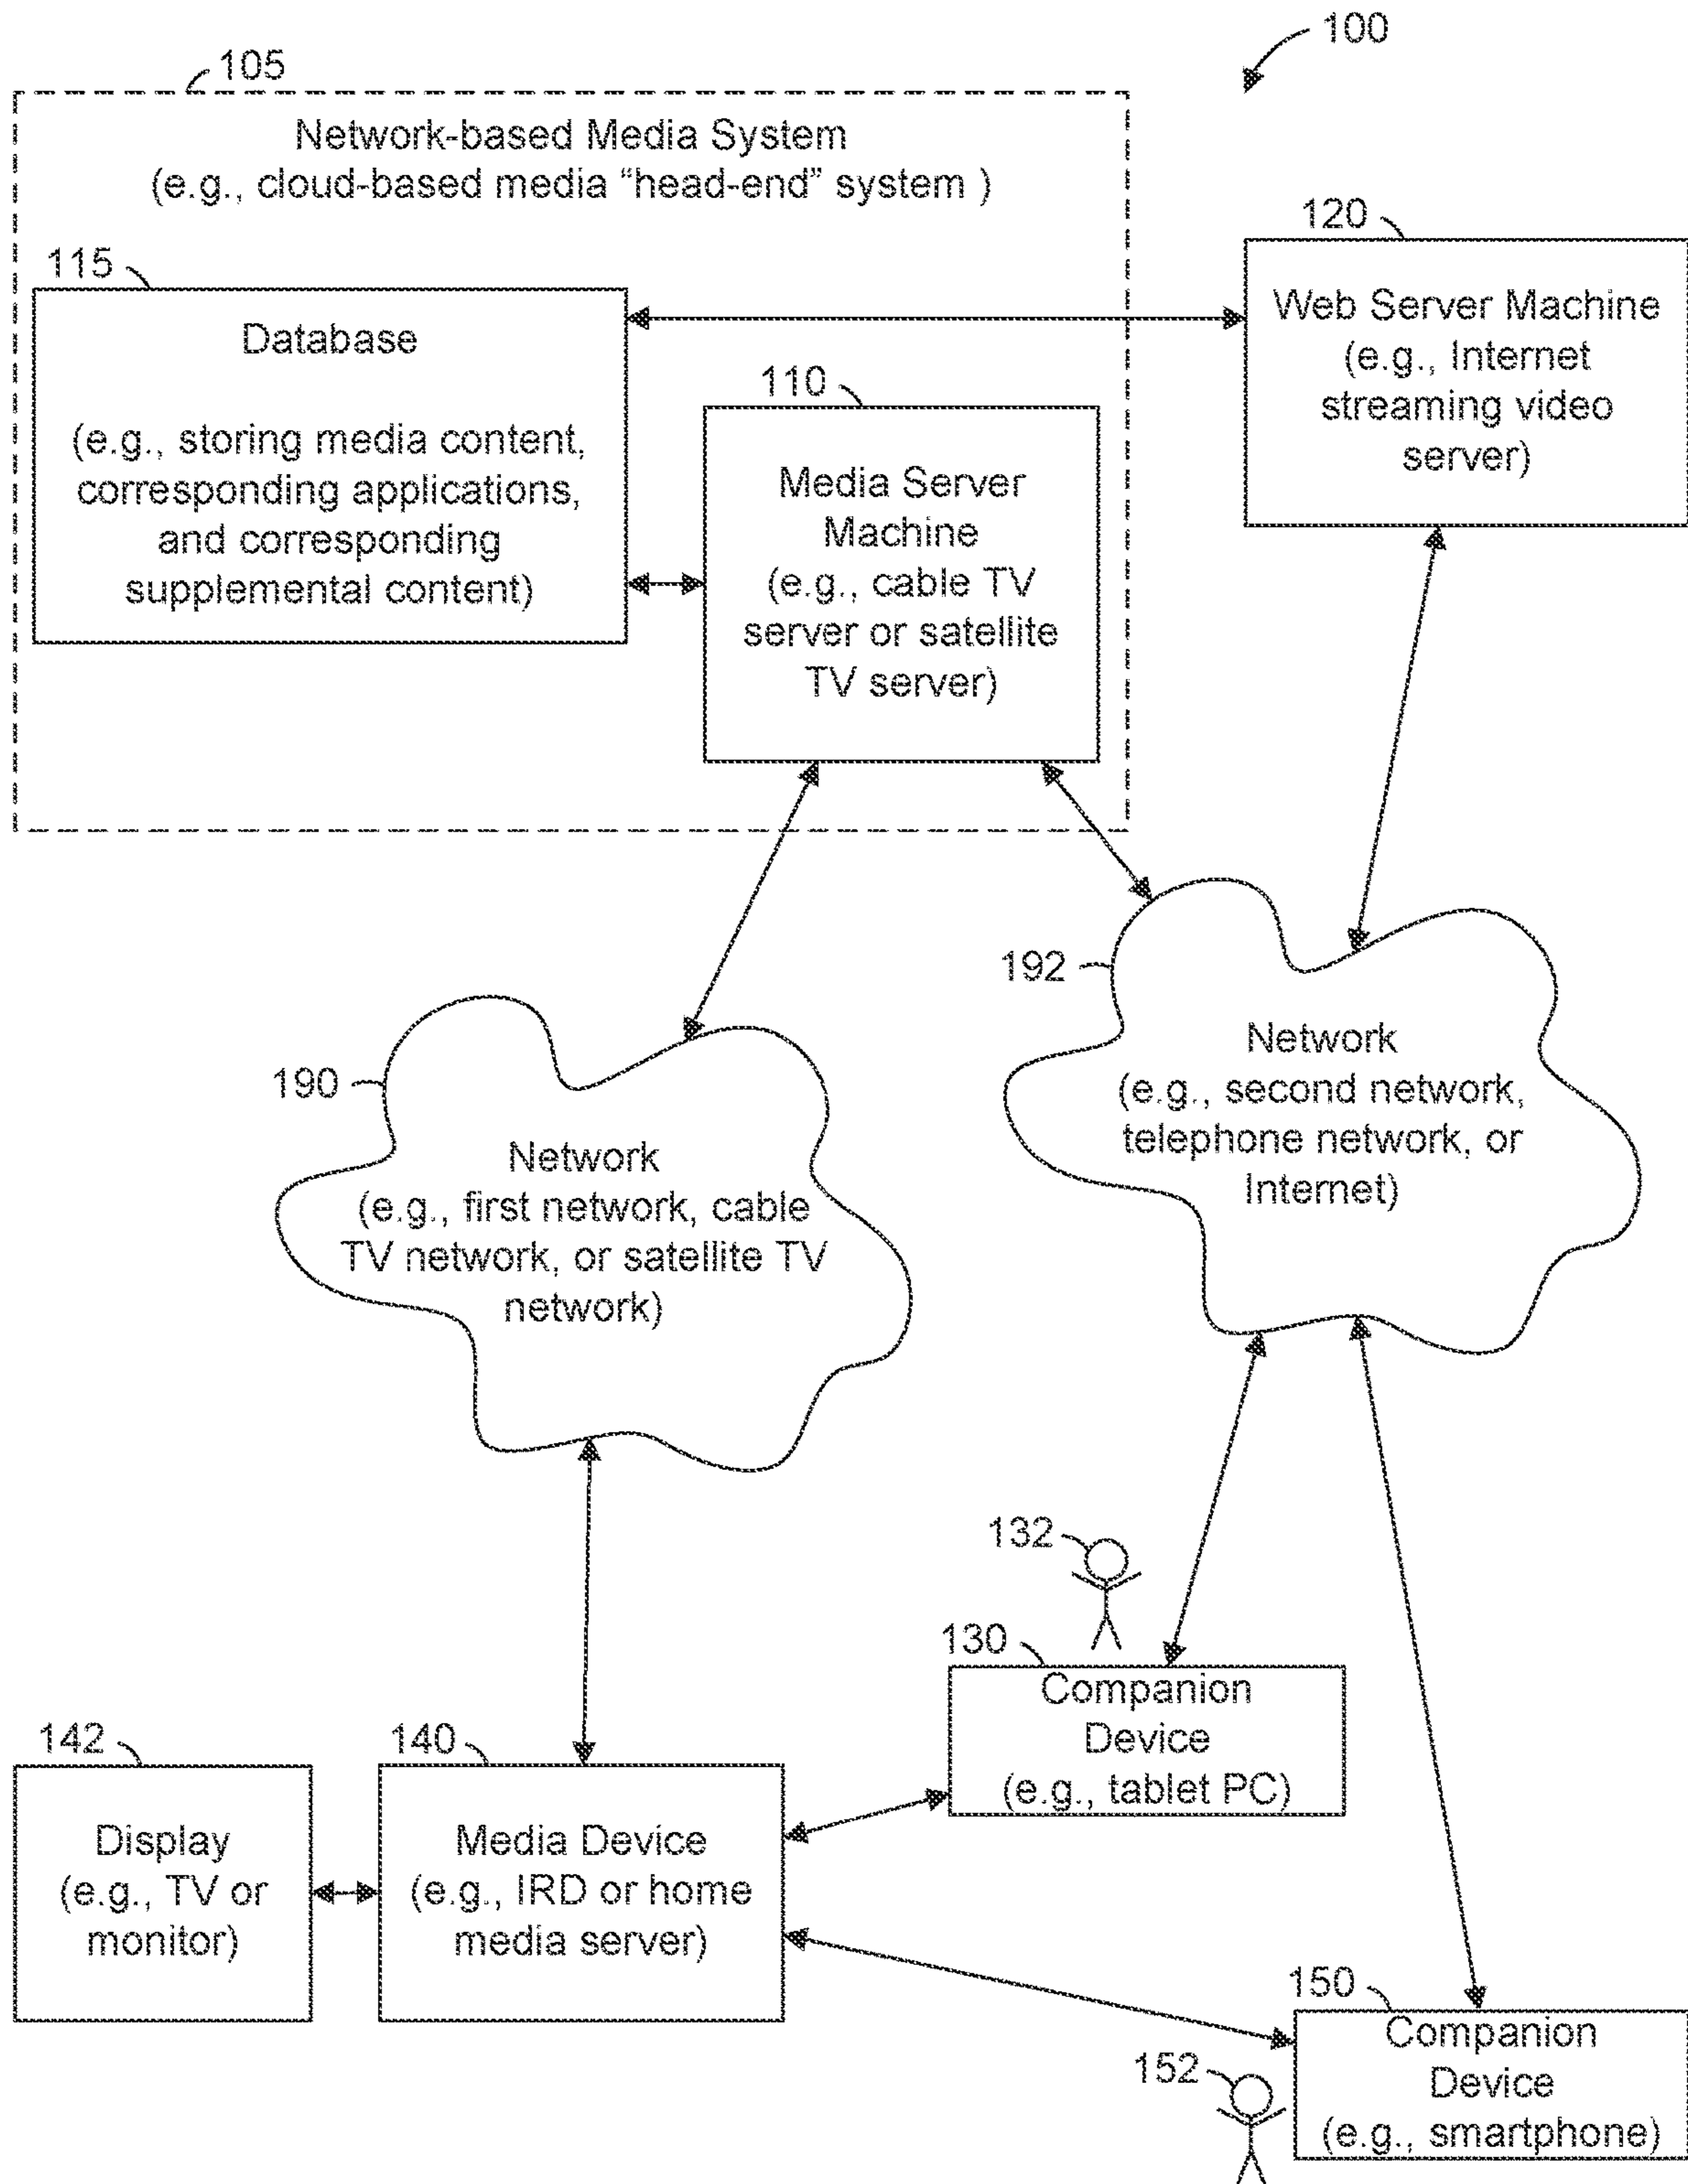 100
105
Network-based Media System
(e.g., cloud-based media “head-end” system )
115
Database
(e.g., storing media content,
corresponding applications,
and corresponding
supplemental content)
110
Media Server
Machine
(e.g., cable TV
server or satellite
TV server)
120
Web Server Machine
(e.g., Internet
streaming video
server)
190
Network
(e.g., first network, cable
TV network, or satellite TV
network)
192
Network
(e.g., second network,
telephone network, or
Internet)
132
130
Companion
Device
(e.g., tablet PC)
142
Display
(e.g., TV or
monitor)
140
Media Device
(e.g., IRD or home
media server)
150
Companion
Device
(e.g., smartphone)
152